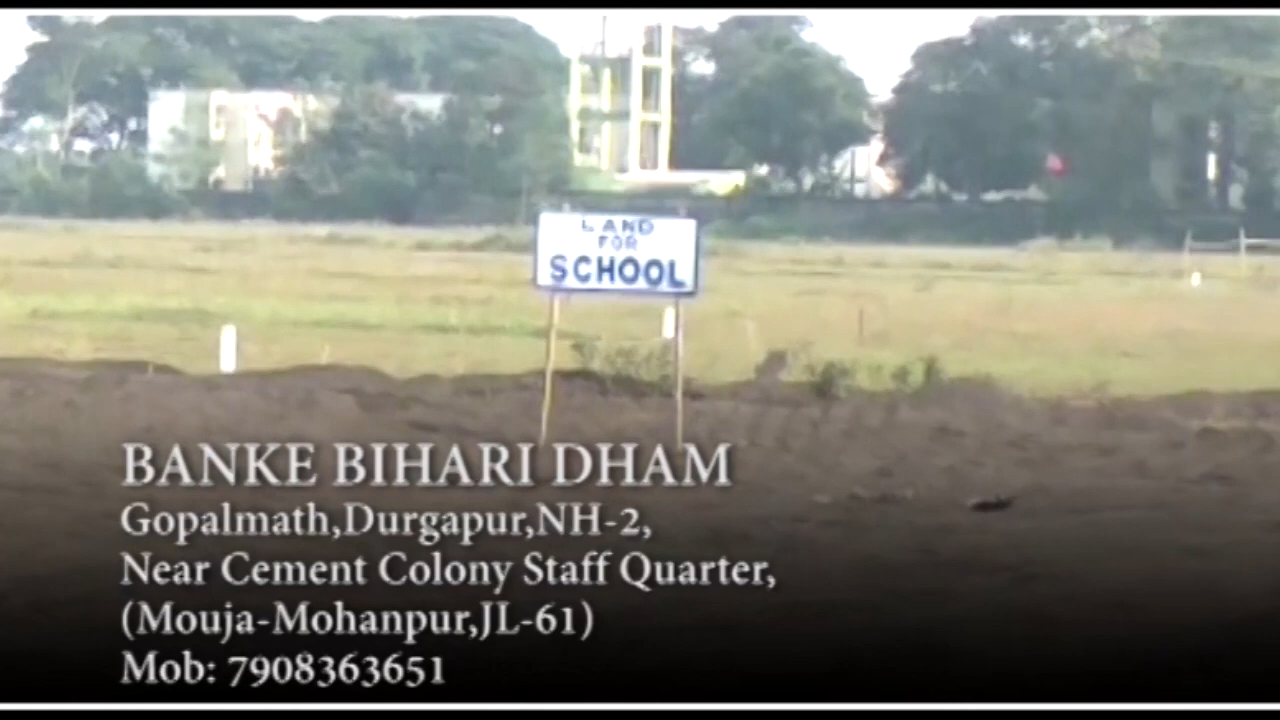 LAND
FOR
SCHOOL
BANKE BIHARI DHAM
Gopalmath,Durgapur,NH-2,
Near Cement Colony Staff Quarter,
(Mouja-Mohanpur,JL-61)
Mob: 7908363651